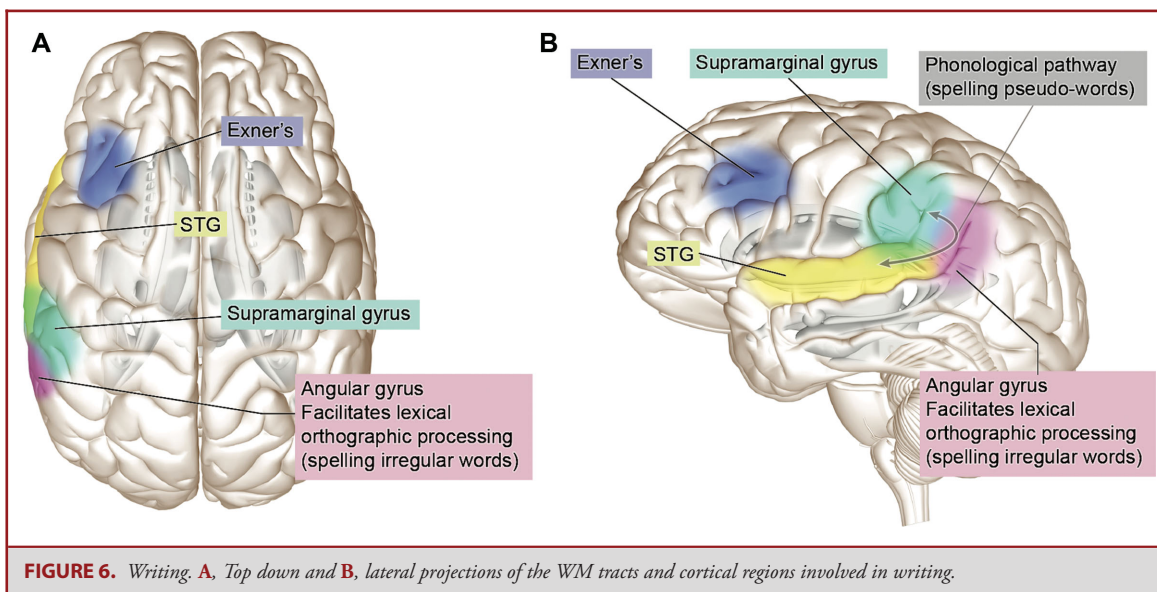 A
Exner's
STG
Supramarginal gyrus
Angular gyrus
Facilitates lexical
orthographic processing
(spelling irregular words)
B
Exner's
Supramarginal gyrus
Phonological pathway
(spelling pseudo-words)
STG
Angular gyrus
Facilitates lexical
orthographic processing
(spelling irregular words)
FIGURE 6. Writing. A, Top down and B, lateral projections of the WM tracts and cortical regions involved in writing.